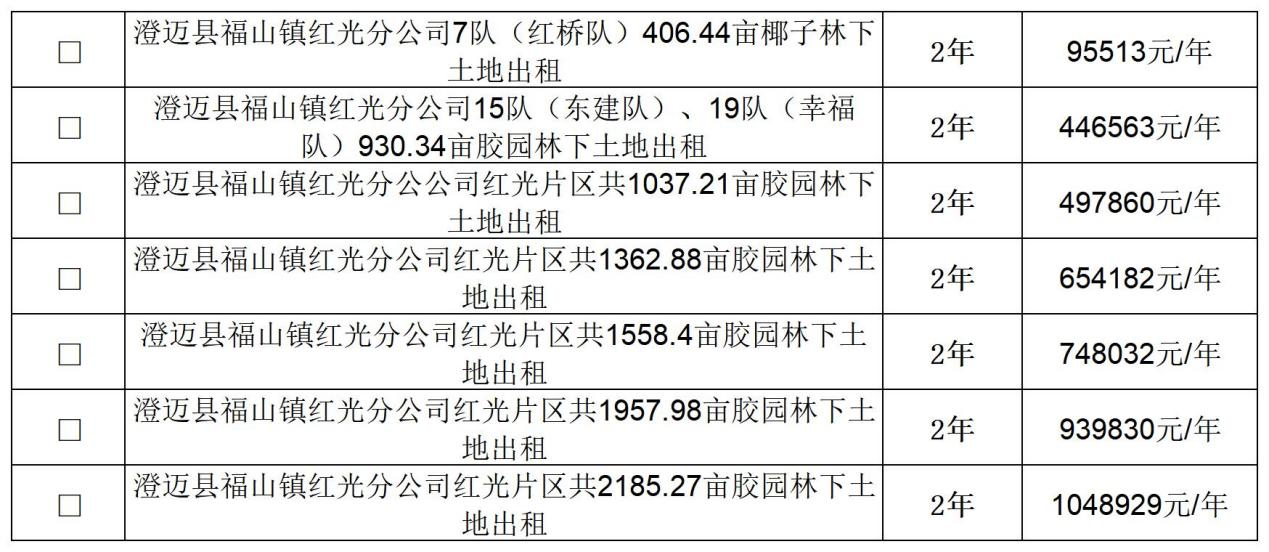 □
澄迈县福山镇红光分公司7队（红桥队）406.44亩椰子林下
土地出租
2年
95513元/年
□
澄迈县福山镇红光分公司15队（东建队）、19队（幸福
队）930.34亩胶园林下土地出租
2年
446563元/年
□
澄迈县福山镇红光分公公司红光片区共1037.21亩胶园林下
土地出租
2年
497860元/年
□
澄迈县福山镇红光分公司红光片区共1362.88亩胶园林下土
地出租
2年
654182元/年
□
澄迈县福山镇红光分公司红光片区共1558.4亩胶园林下土
地出租
2年
748032元/年
□
澄迈县福山镇红光分公司红光片区共1957.98亩胶园林下土
地出租
2年
939830元/年
□
澄迈县福山镇红光分公司红光片区共2185.27亩胶园林下土
地出租
2年
1048929元/年